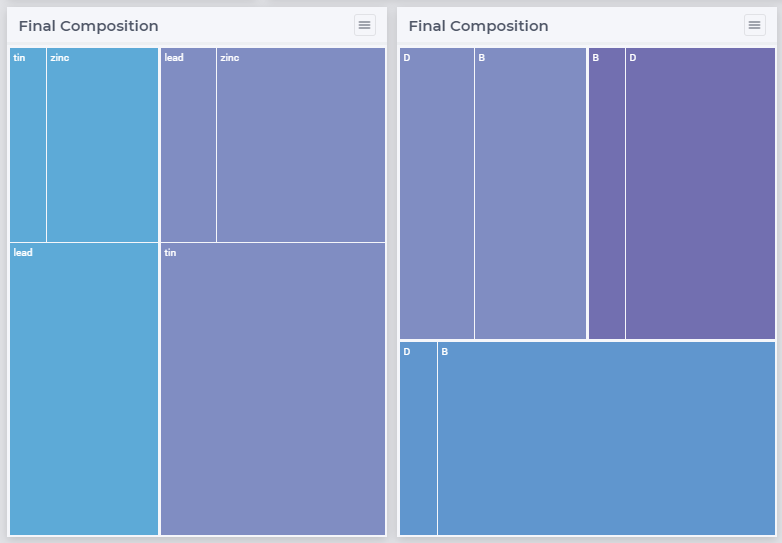 Final Composition
tin
zinc
lead
zinc
lead
tin
Final Composition
D
B
B
D
D
B